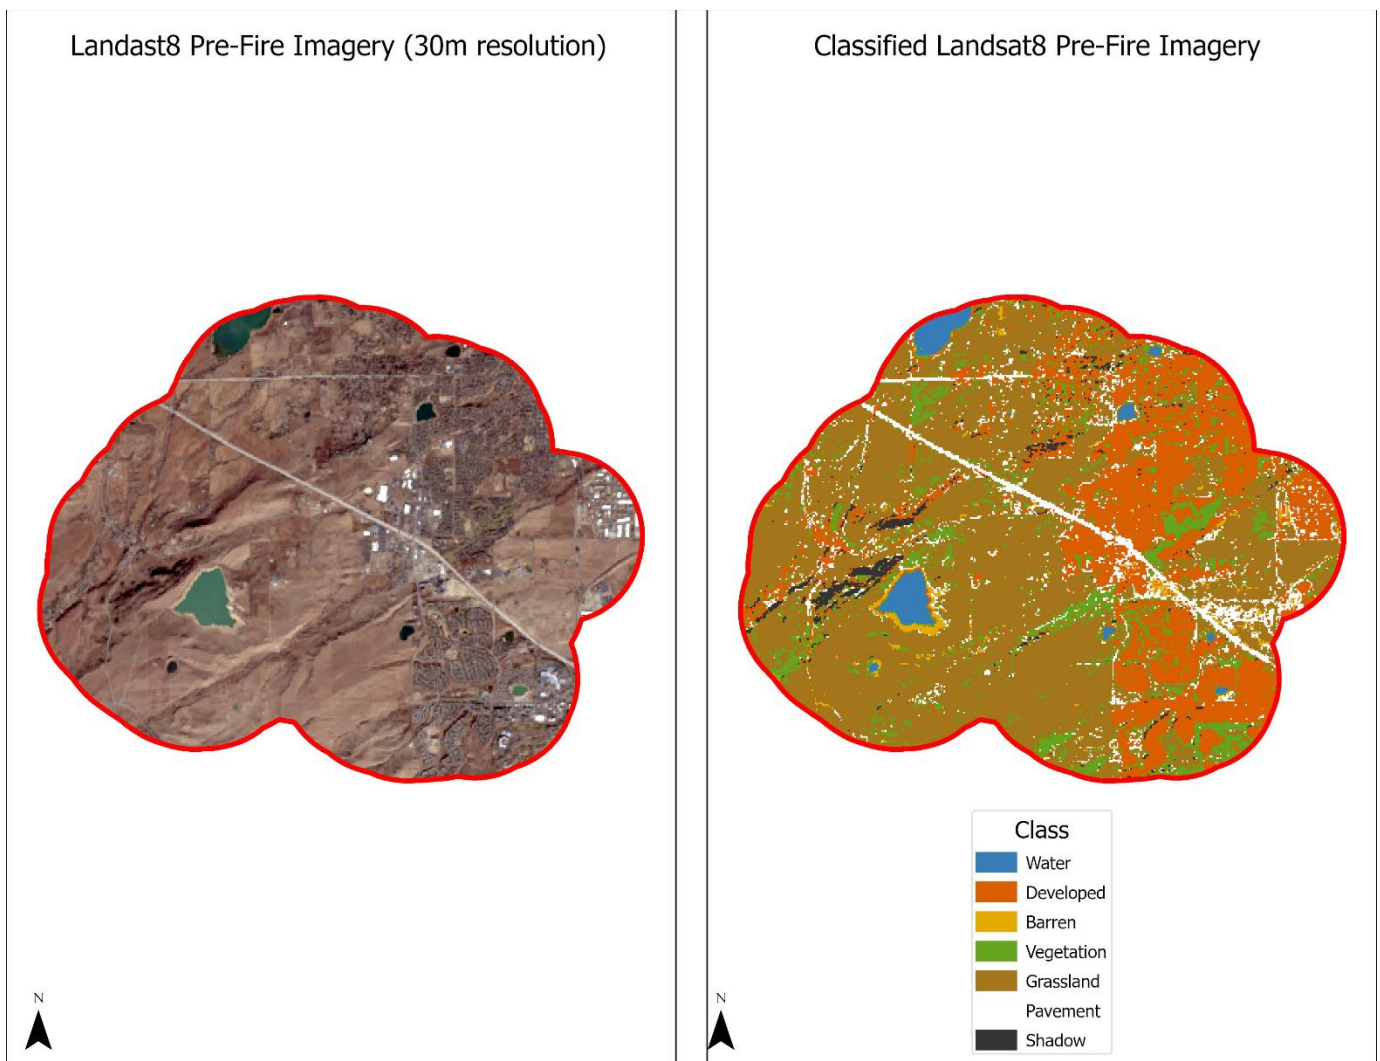 Landast8 Pre-Fire Imagery (30m resolution)
Classified Landsat8 Pre-Fire Imagery
Class
Water
Developed
Barren
Vegetation
Grassland
Pavement
Shadow
N
N